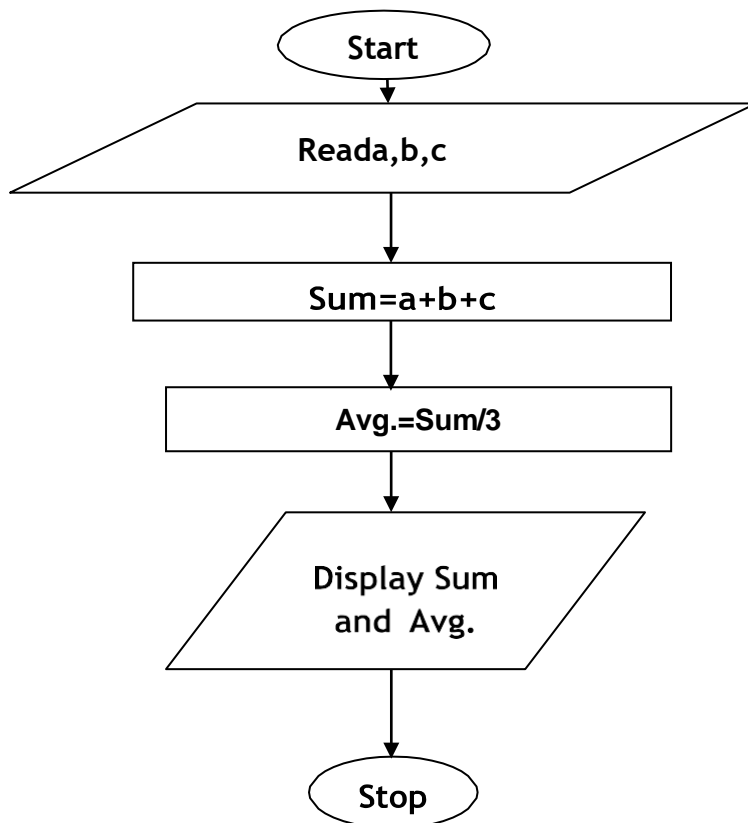 Start
Reada,b,c
Sum=a+b+c
Avg.=Sum/3
Display Sum
and Avg.
Stop